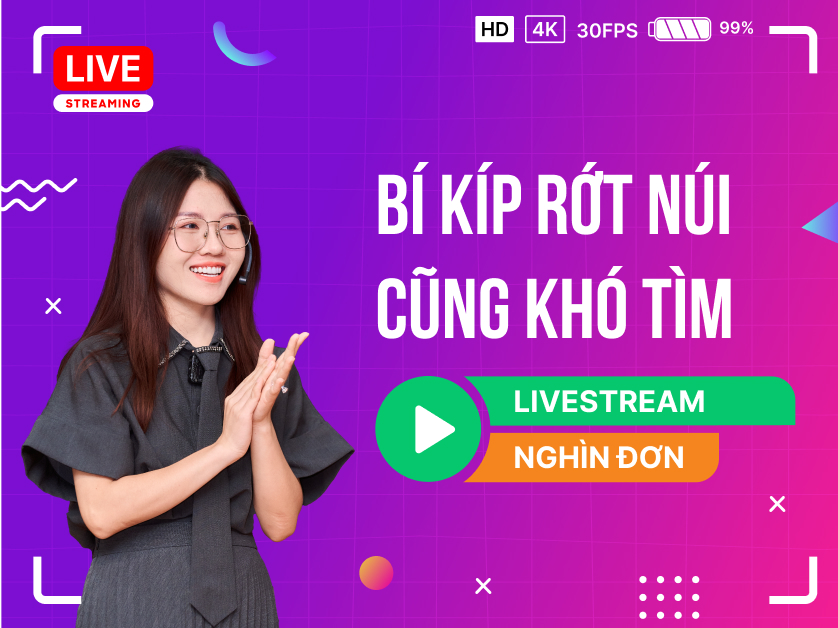 HD 4K 30FPS 99%
LIVE
STREAMING
BÍ KÍP RỚT NÚI
CŨNG KHÓ TÌM
LIVESTREAM
NGHÌN ĐƠN